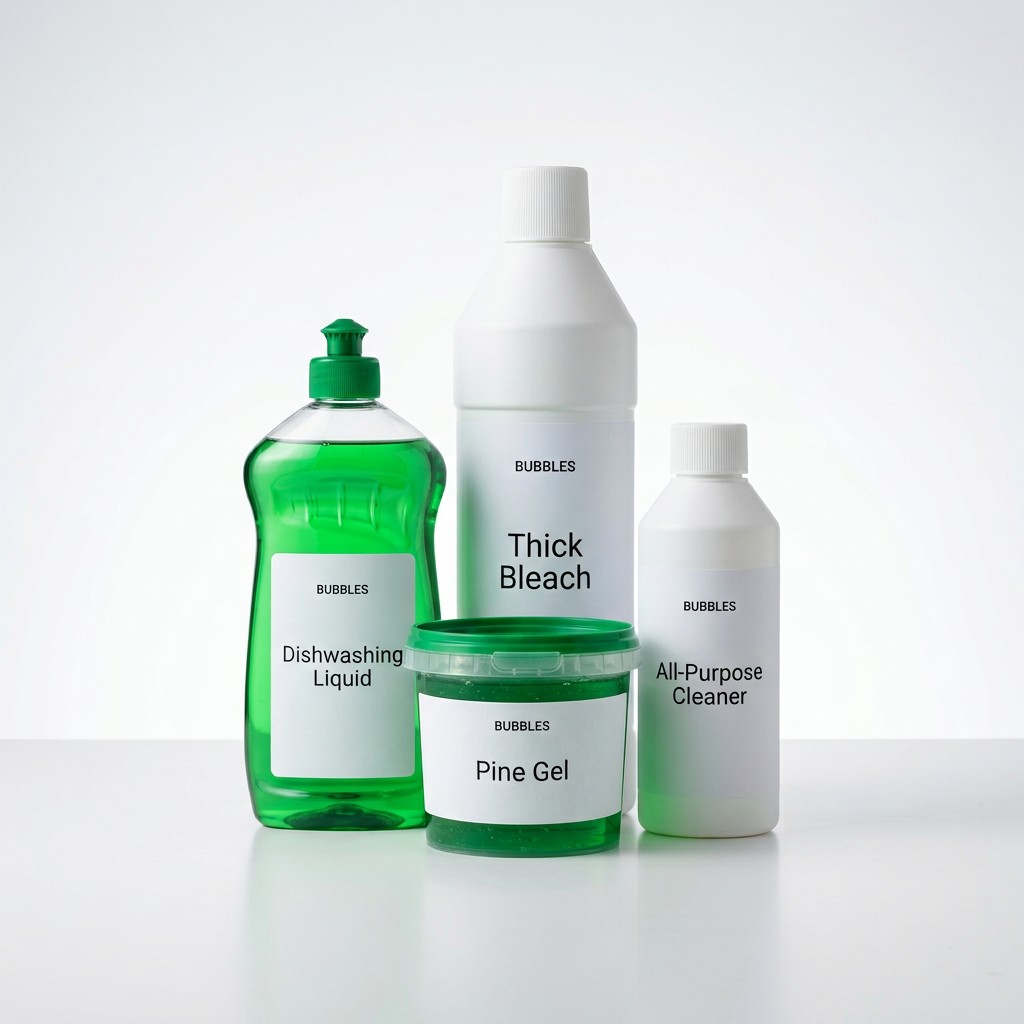 BUBBLES
Dishwashing
Liquid
BUBBLES
Thick
Bleach
BUBBLES
Pine Gel
BUBBLES
All-Purpose
Cleaner